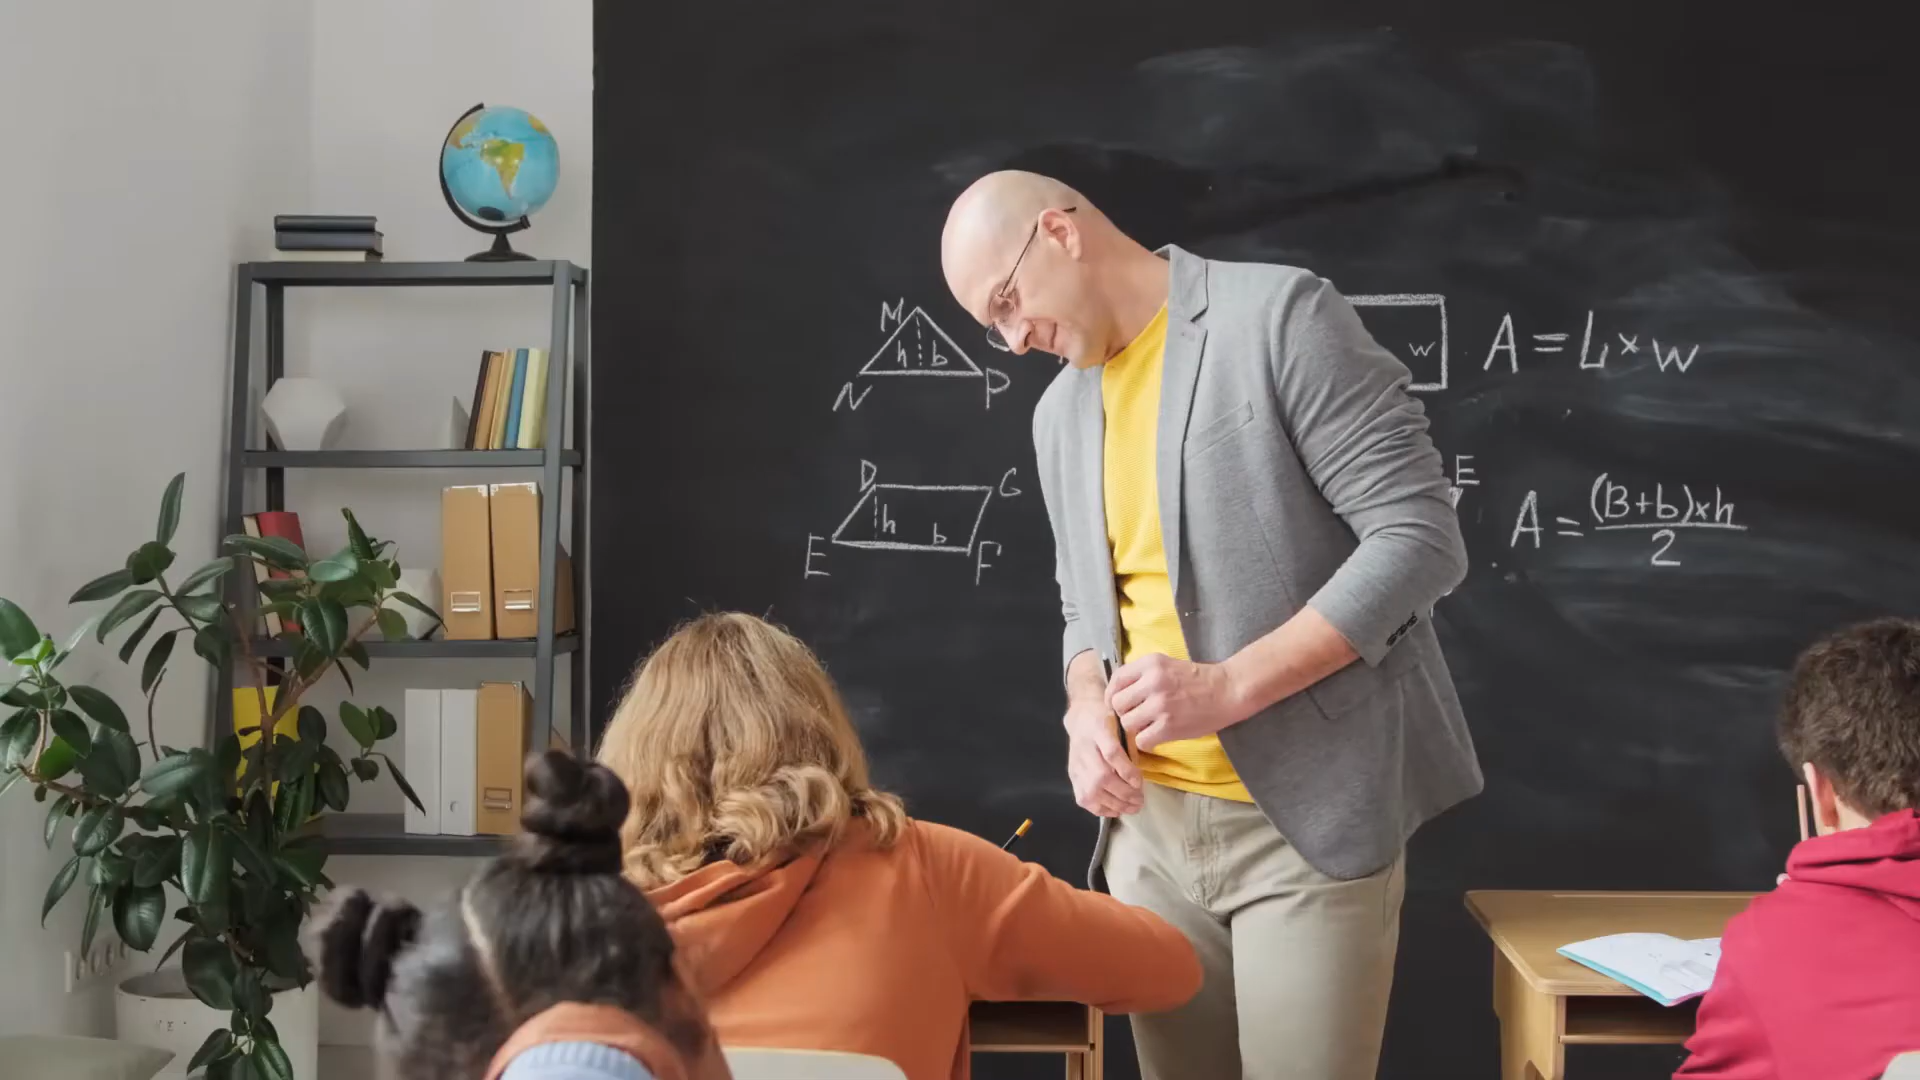 M
h b
N P
w
A = L × w
D G
h b
E F
E
A = (B+b)×h / 2